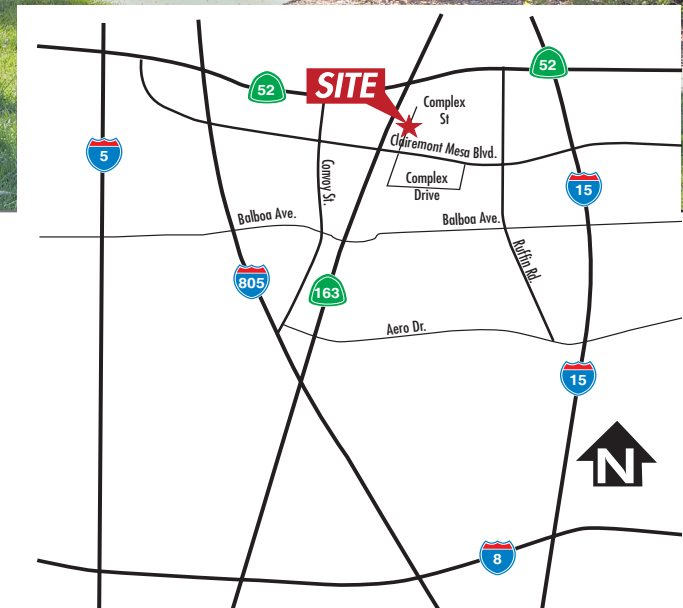 52
52
SITE
Complex
St
5
Clairemont Mesa Blvd.
Convoy St.
Complex
Drive
15
Balboa Ave.
Balboa Ave.
Ruffin Rd.
805
163
Aero Dr.
15
N
8